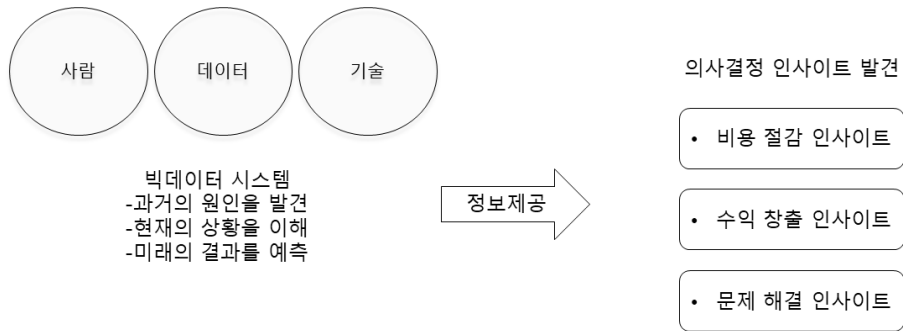 사람
데이터
기술
빅데이터 시스템
-과거의 원인을 발견
-현재의 상황을 이해
-미래의 결과를 예측
정보제공
의사결정 인사이트 발견
• 비용 절감 인사이트
• 수익 창출 인사이트
• 문제 해결 인사이트